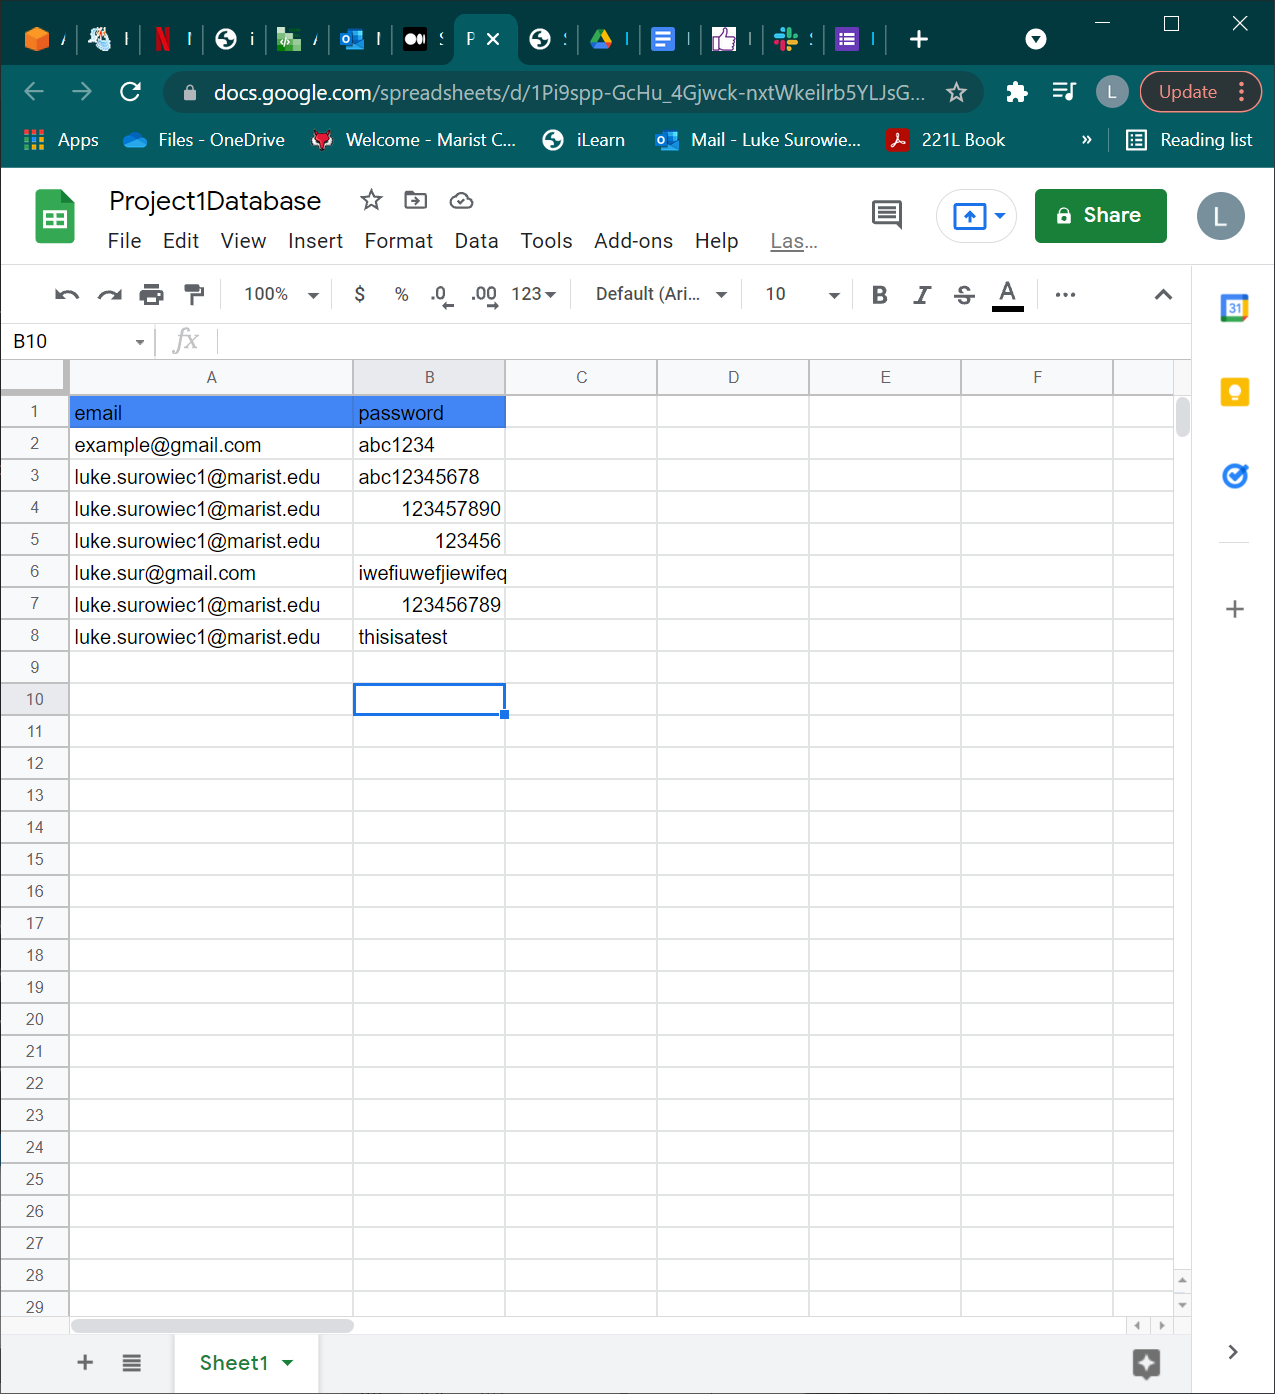 docs.google.com/spreadsheets/d/1Pi9spp-GcHu_4Gjwck-nxtWkeilrb5YLJsG...
L
Update
Apps
Files - OneDrive
Welcome - Marist C...
iLearn
Mail - Luke Surowie...
221L Book
»
Reading list
Project1Database
File Edit View Insert Format Data Tools Add-ons Help Las...
Share
L
100% $ % .0 .00 123 Default (Ari... 10 B I S A
31
B10 fx
A B C D E F
1 email password
2 example@gmail.com abc1234
3 luke.surowiec1@marist.edu abc12345678
4 luke.surowiec1@marist.edu 123457890
5 luke.surowiec1@marist.edu 123456
6 luke.sur@gmail.com iwefiuwefjiewifeq
7 luke.surowiec1@marist.edu 123456789
8 luke.surowiec1@marist.edu thisisatest
9
10
11
12
13
14
15
16
17
18
19
20
21
22
23
24
25
26
27
28
29
Sheet1